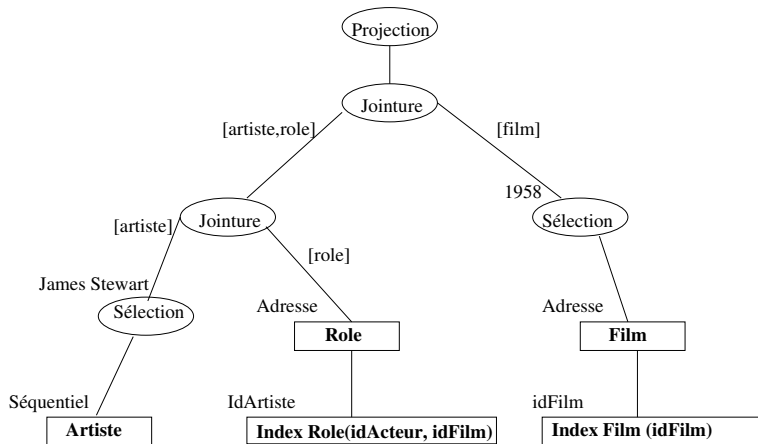 Projection
Jointure
[artiste,role]
[film]
1958
Jointure
Sélection
[artiste]
[role]
James Stewart
Sélection
Adresse
Adresse
Role
Film
Séquentiel
IdArtiste
idFilm
Artiste
Index Role(idActeur, idFilm)
Index Film (idFilm)